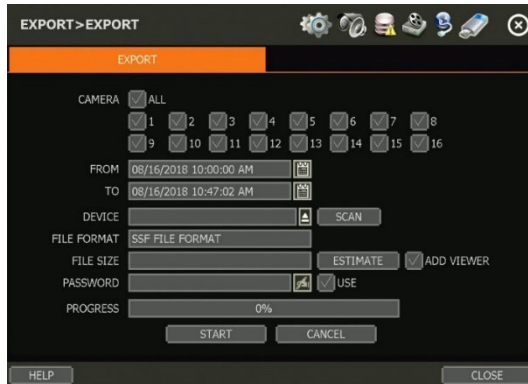 EXPORT>EXPORT
EXPORT
CAMERA ALL
1 2 3 4 5 6 7 8
9 10 11 12 13 14 15 16
FROM 08/16/2018 10:00:00 AM
TO 08/16/2018 10:47:02 AM
DEVICE SCAN
FILE FORMAT SSF FILE FORMAT
FILE SIZE ESTIMATE ADD VIEWER
PASSWORD USE
PROGRESS 0%
START CANCEL
HELP CLOSE